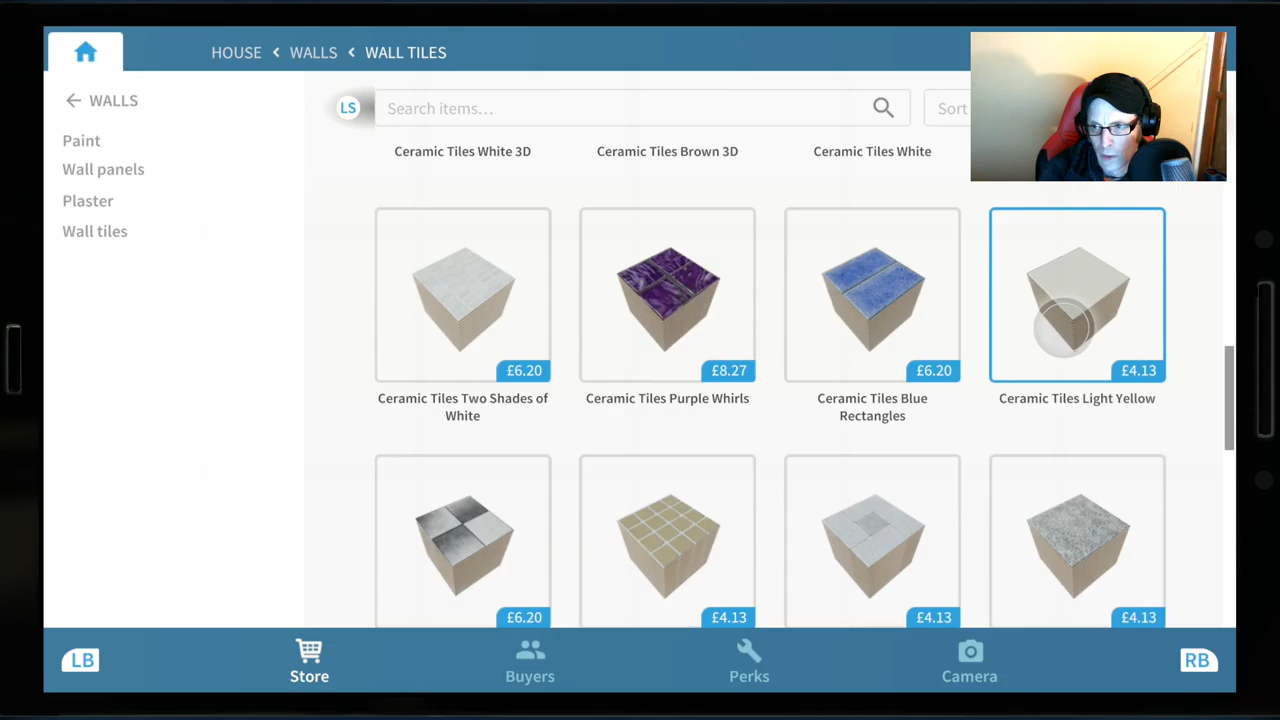 HOUSE < WALLS < WALL TILES
WALLS
Paint
Wall panels
Plaster
Wall tiles
LS
Search items...
Sort
Ceramic Tiles White 3D
Ceramic Tiles Brown 3D
Ceramic Tiles White
£6.20
£8.27
£6.20
£4.13
Ceramic Tiles Two Shades of
White
Ceramic Tiles Purple Whirls
Ceramic Tiles Blue
Rectangles
Ceramic Tiles Light Yellow
£6.20
£4.13
£4.13
£4.13
LB
Store
Buyers
Perks
Camera
RB